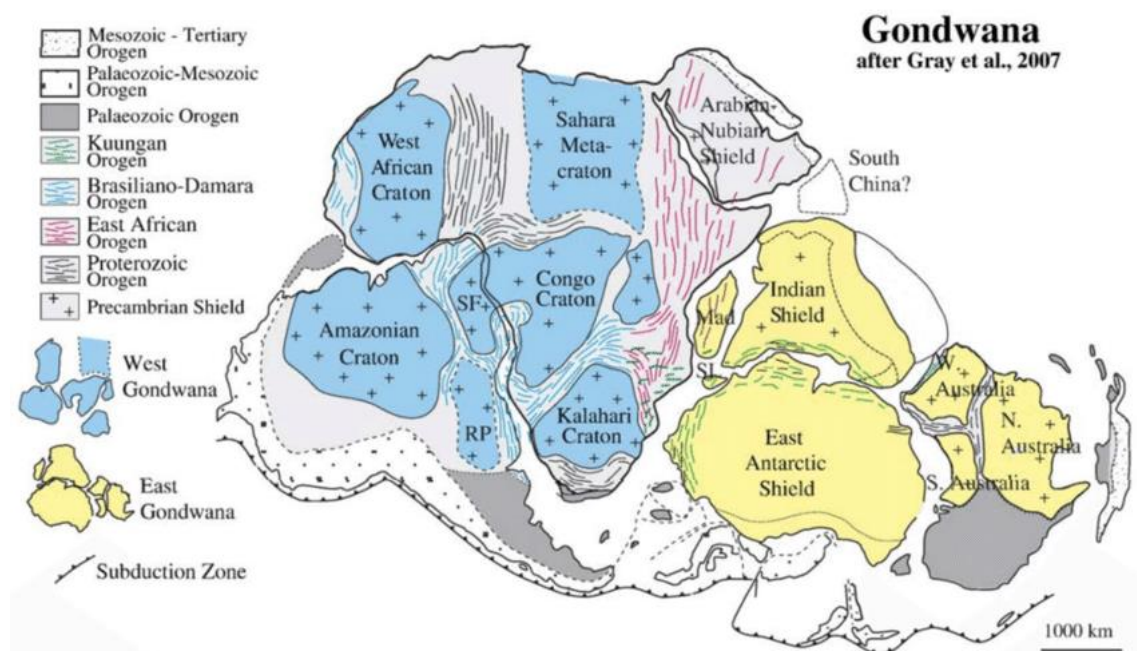 Gondwana
after Gray et al., 2007
Mesozoic - Tertiary
Orogen
Palaeozoic-Mesozoic
Orogen
Palaeozoic Orogen
Kuungan
Orogen
Brasiliano-Damara
Orogen
East African
Orogen
Proterozoic
Orogen
Precambrian Shield
West
Gondwana
East
Gondwana
Subduction Zone
West
African
Craton
Sahara
Meta-
craton
Arabian-
Nubian
Shield
South
China?
Amazonian
Craton
SF
Congo
Craton
RP
Kalahari
Craton
Mad
Indian
Shield
SL
East
Antarctic
Shield
W.
Australia
N.
Australia
S. Australia
1000 km